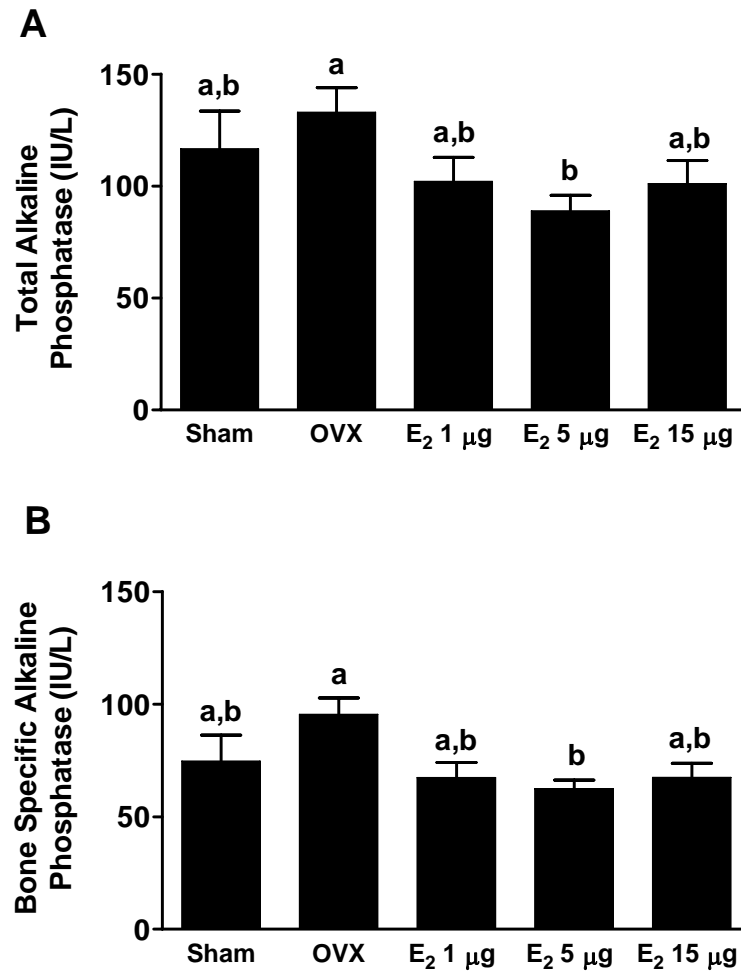 A
Total Alkaline
Phosphatase (IU/L)
150
100
50
0
a,b
a
a,b
b
a,b
Sham
OVX
E₂ 1 μg
E₂ 5 μg
E₂ 15 μg
B
Bone Specific Alkaline
Phosphatase (IU/L)
150
100
50
0
a,b
a
a,b
b
a,b
Sham
OVX
E₂ 1 μg
E₂ 5 μg
E₂ 15 μg